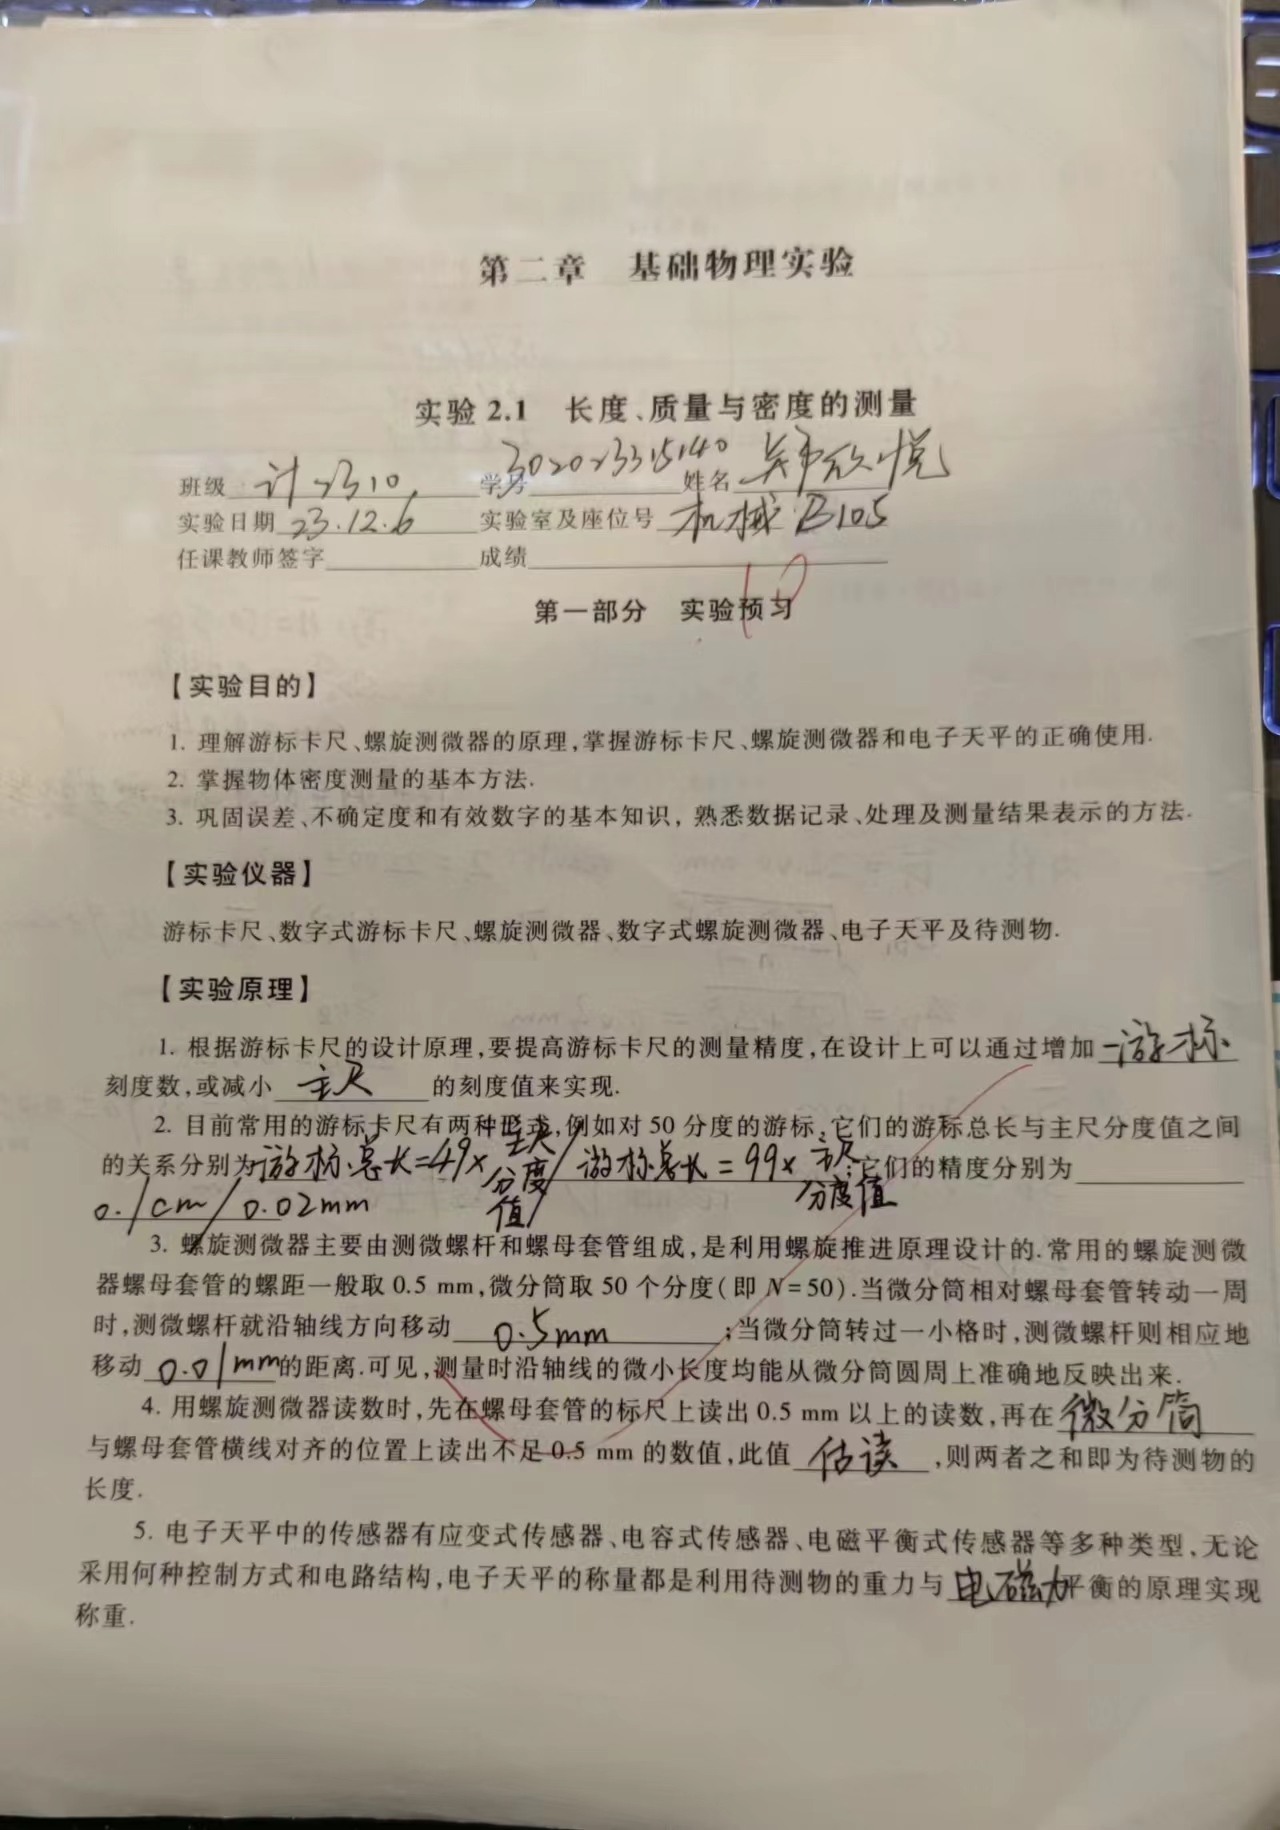 第二章 基础物理实验
实验 2.1 长度、质量与密度的测量
班级 计2310 学号 302023315140 姓名 吴欣悦
实验日期 23.12.6 实验室及座位号 机械B105
任课教师签字 成绩
10
第一部分 实验预习
【实验目的】
1. 理解游标卡尺、螺旋测微器的原理,掌握游标卡尺、螺旋测微器和电子天平的正确使用.
2. 掌握物体密度测量的基本方法.
3. 巩固误差、不确定度和有效数字的基本知识, 熟悉数据记录、处理及测量结果表示的方法.
【实验仪器】
游标卡尺、数字式游标卡尺、螺旋测微器、数字式螺旋测微器、电子天平及待测物.
【实验原理】
1. 根据游标卡尺的设计原理,要提高游标卡尺的测量精度,在设计上可以通过增加 游标
刻度数,或减小 主尺 的刻度值来实现.
2. 目前常用的游标卡尺有两种形式,例如对 50 分度的游标,它们的游标总长与主尺分度值之间
的关系分别为 游标总长=49×主尺分度值/ 游标总长=99×主尺分度值;它们的精度分别为
0.1cm/0.02mm
3. 螺旋测微器主要由测微螺杆和螺母套管组成,是利用螺旋推进原理设计的.常用的螺旋测微
器螺母套管的螺距一般取 0.5 mm,微分筒取 50 个分度(即 N=50).当微分筒相对螺母套管转动一周
时,测微螺杆就沿轴线方向移动 0.5mm ;当微分筒转过一小格时,测微螺杆则相应地
移动 0.01mm 的距离.可见,测量时沿轴线的微小长度均能从微分筒圆周上准确地反映出来.
4. 用螺旋测微器读数时,先在螺母套管的标尺上读出 0.5 mm 以上的读数,再在 微分筒
与螺母套管横线对齐的位置上读出不足 0.5 mm 的数值,此值 估读 ,则两者之和即为待测物的
长度.
5. 电子天平中的传感器有应变式传感器、电容式传感器、电磁平衡式传感器等多种类型,无论
采用何种控制方式和电路结构,电子天平的称量都是利用待测物的重力与 电磁力 平衡的原理实现
称重.